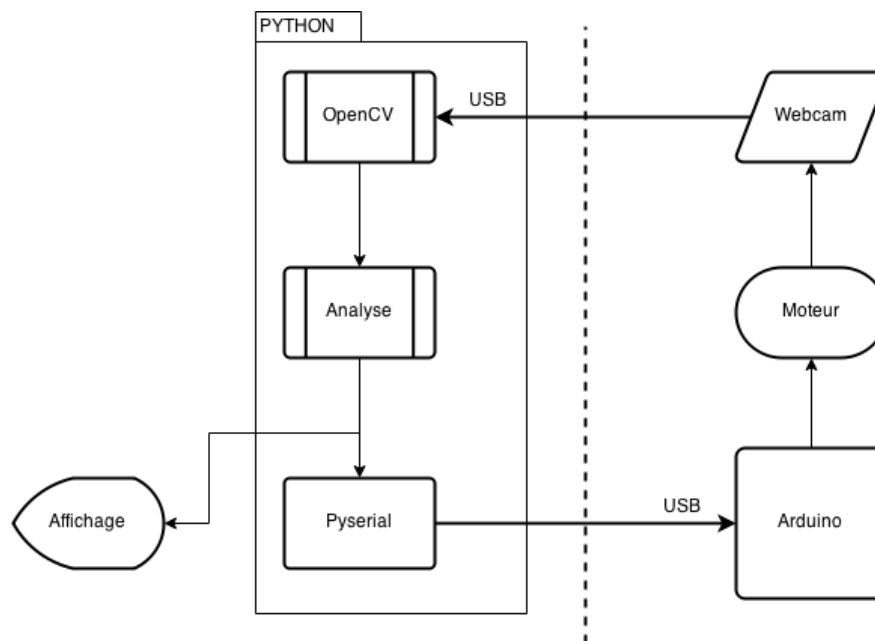 PYTHON
OpenCV
USB
Webcam
Analyse
Moteur
Affichage
Pyserial
USB
Arduino